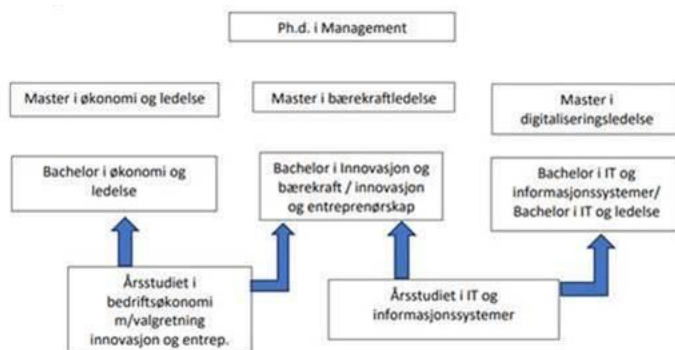 Ph.d. i Management
Master i økonomi og ledelse
Master i bærekraftledelse
Master i
digitaliseringsledelse
Bachelor i økonomi og
ledelse
Bachelor i Innovasjon og
bærekraft / innovasjon
og entreprenørskap
Bachelor i IT og
informasjonssystemer/
Bachelor i IT og ledelse
Årsstudiet i
bedriftsøkonomi
m/valgretning
innovasjon og entrep.
Årsstudiet i IT og
informasjonssystemer